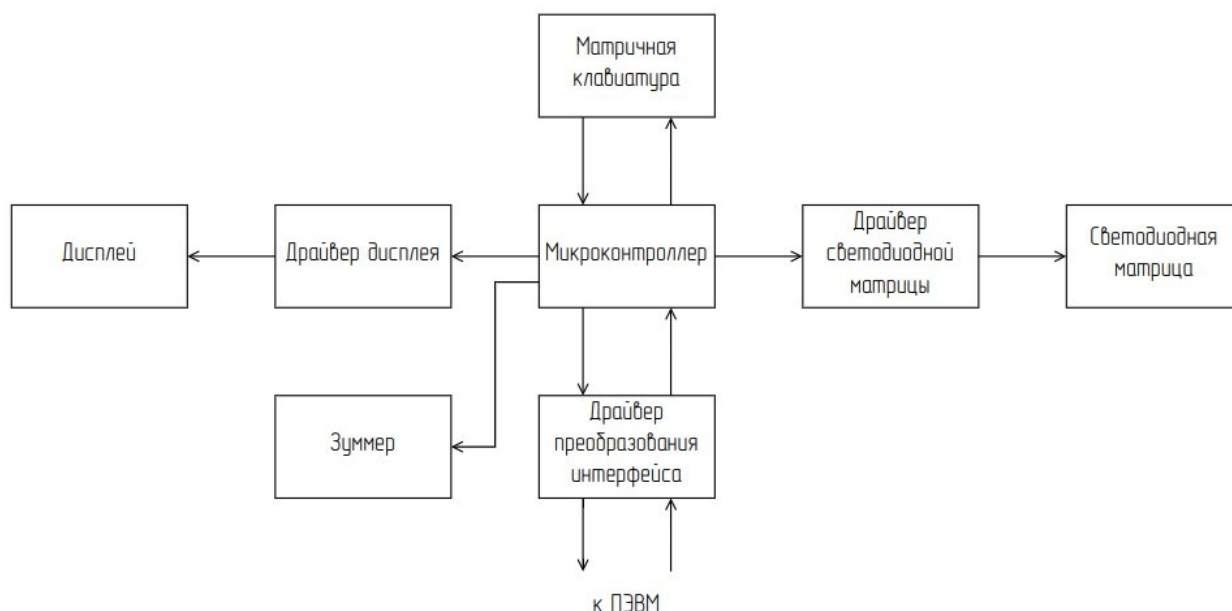 Матричная
клавиатура
Дисплей
Драйвер дисплея
Микроконтроллер
Драйвер
светодиодной
матрицы
Светодиодная
матрица
Зуммер
Драйвер
преобразования
интерфейса
к ПЭВМ